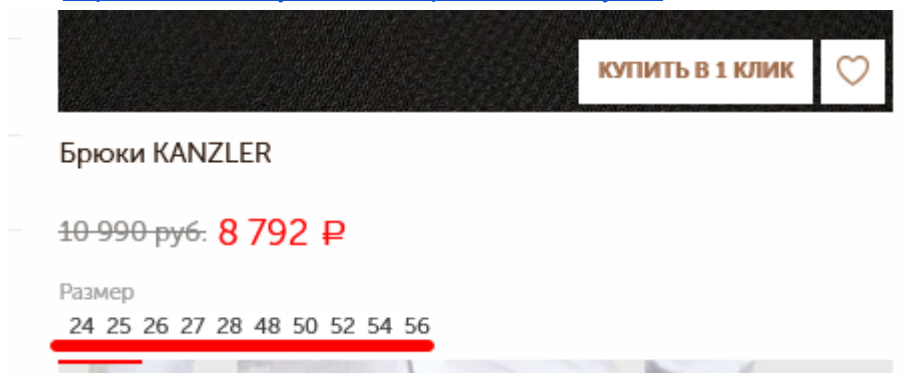 КУПИТЬ В 1 КЛИК
Брюки KANZLER
10 990 руб. 8 792 ₽
Размер
24 25 26 27 28 48 50 52 54 56